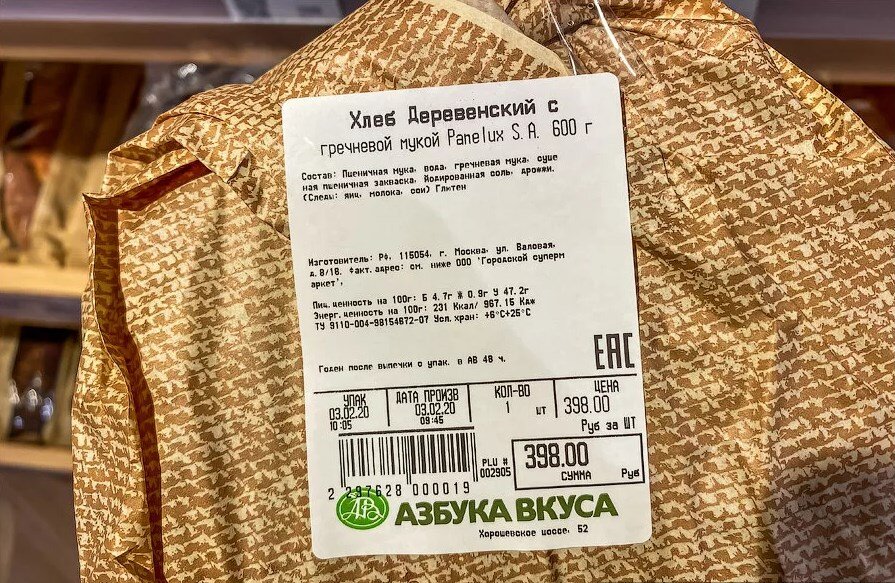 Хлеб Деревенский с
гречневой мукой Panelux S.A. 600 г
Состав: Пшеничная мука, вода, гречневая мука, суше
ная пшеничная закваска, Йодированная соль, дрожжи.
(Следы: яиц, молока, сои) Глютен
Изготовитель: РФ, 115054, г. Москва, ул. Валовая,
д. 8/18. Факт. адрес: см. ниже ООО "Городской суперм
аркет",
Пищ. ценность на 100г: Б 4,7г Ж 0.9г У 47.2г
Энерг. ценность на 100г: 231 Ккал/ 967.15 Кдж
ТУ 9110-004-98154672-07 Усл. хран: +6°С+25°С
Годен после выпечки с упак. в АВ 48 ч.
ЕАС
УПАК
03.02.20
10:05
ДАТА ПРОИЗВ
03.02.20
09:45
КОЛ-ВО
1 шт
ЦЕНА
398.00
Руб за ШТ
2 297628 000019
PLU #
002905
398.00
СУММА Руб
АВ
АЗБУКА ВКУСА
Хорошевское шоссе, 52